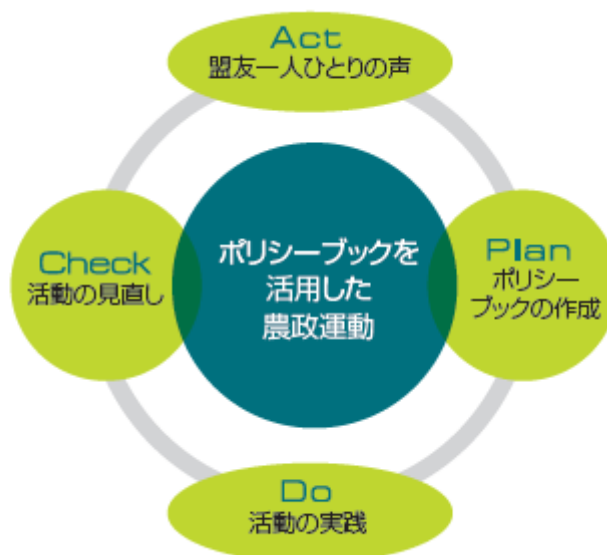 Act
盟友一人ひとりの声
Check
活動の見直し
ポリシーブックを
活用した
農政運動
Plan
ポリシー
ブックの作成
Do
活動の実践